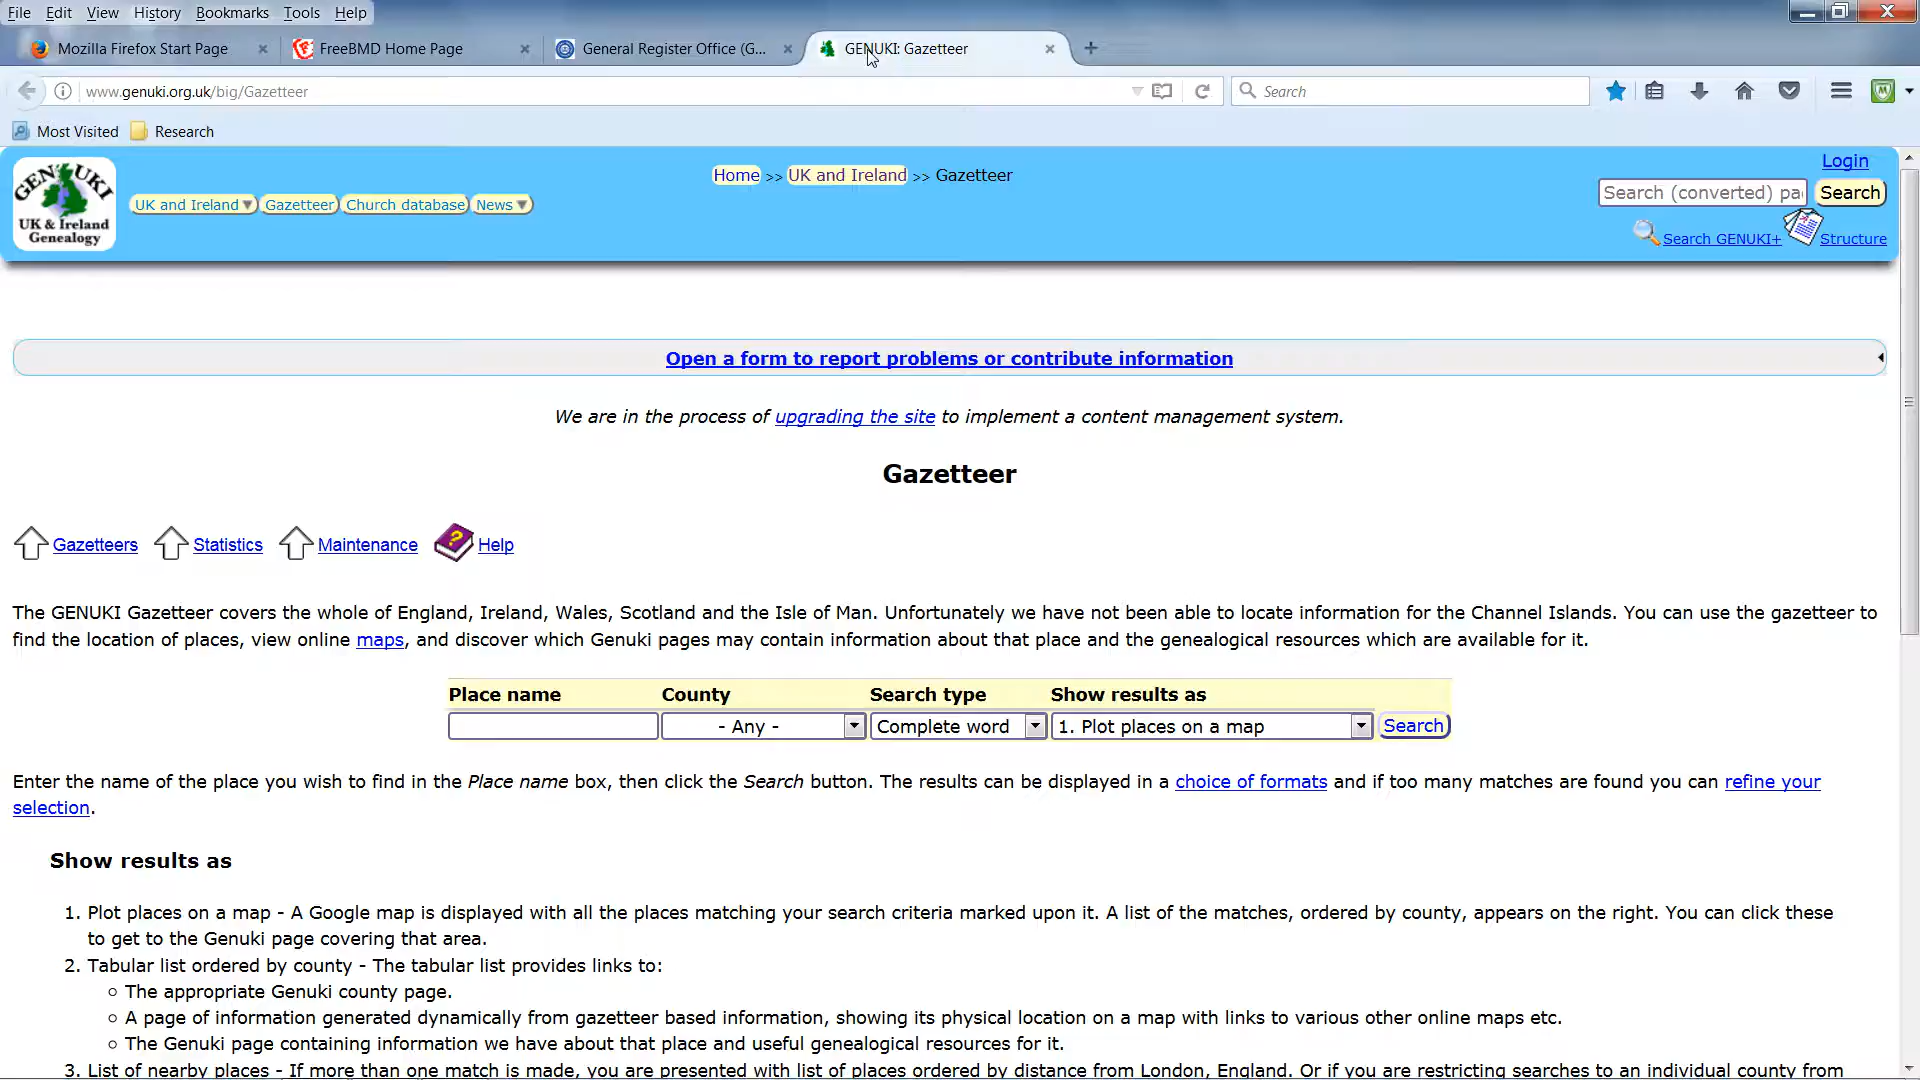 File Edit View History Bookmarks Tools Help
Mozilla Firefox Start Page FreeBMD Home Page General Register Office (G... GENUKI: Gazetteer
www.genuki.org.uk/big/Gazetteer Search
Most Visited Research
GENUKI
UK & Ireland
Genealogy
UK and Ireland Gazetteer Church database News
Home >> UK and Ireland >> Gazetteer
Login
Search (converted) pa Search
Search GENUKI+ Structure
Open a form to report problems or contribute information
We are in the process of upgrading the site to implement a content management system.
Gazetteer
Gazetteers Statistics Maintenance Help
The GENUKI Gazetteer covers the whole of England, Ireland, Wales, Scotland and the Isle of Man. Unfortunately we have not been able to locate information for the Channel Islands. You can use the gazetteer to
find the location of places, view online maps, and discover which Genuki pages may contain information about that place and the genealogical resources which are available for it.
Place name County Search type Show results as
- Any - Complete word 1. Plot places on a map Search
Enter the name of the place you wish to find in the Place name box, then click the Search button. The results can be displayed in a choice of formats and if too many matches are found you can refine your
selection.
Show results as
1. Plot places on a map - A Google map is displayed with all the places matching your search criteria marked upon it. A list of the matches, ordered by county, appears on the right. You can click these
to get to the Genuki page covering that area.
2. Tabular list ordered by county - The tabular list provides links to:
○ The appropriate Genuki county page.
○ A page of information generated dynamically from gazetteer based information, showing its physical location on a map with links to various other online maps etc.
○ The Genuki page containing information we have about that place and useful genealogical resources for it.
3. List of nearby places - If more than one match is made, you are presented with list of places ordered by distance from London, England. Or if you are restricting searches to an individual county from